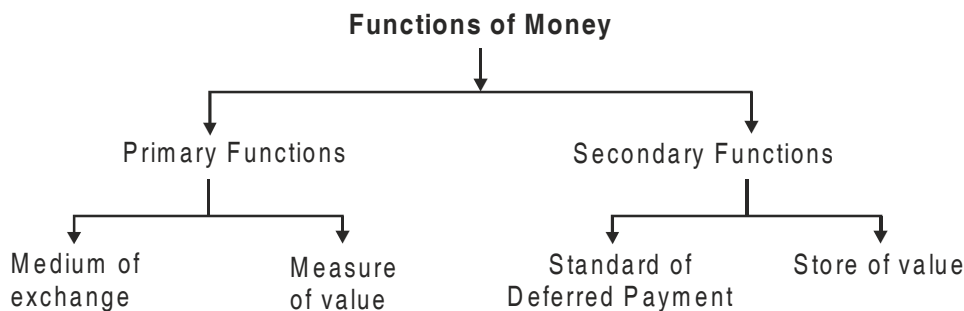 Functions of Money
Primary Functions
Secondary Functions
Medium of
exchange
Measure
of value
Standard of
Deferred Payment
Store of value